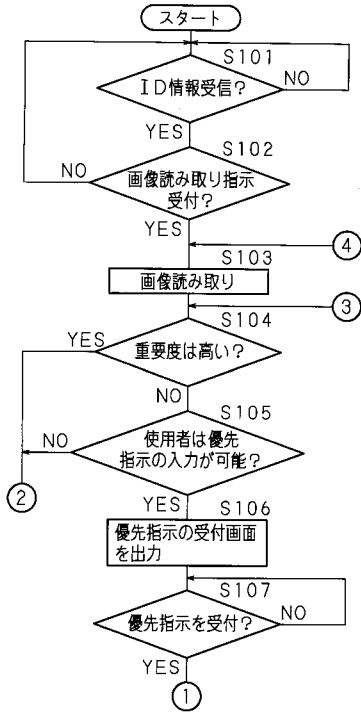 スタート
S101
ID情報受信?
NO
YES
S102
NO
画像読み取り指示
受付?
YES
④
S103
画像読み取り
③
S104
YES
重要度は高い?
NO
S105
NO
使用者は優先
指示の入力が可能?
②
YES
S106
優先指示の受付画面
を出力
S107
優先指示を受付?
NO
YES
①